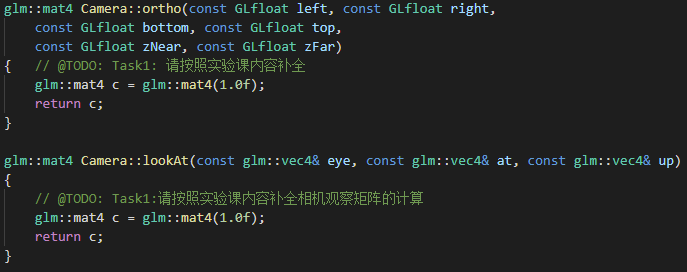 glm::mat4 Camera::ortho(const GLfloat left, const GLfloat right,
    const GLfloat bottom, const GLfloat top,
    const GLfloat zNear, const GLfloat zFar)
{   // @TODO: Task1: 请按照实验课内容补全
    glm::mat4 c = glm::mat4(1.0f);
    return c;
}

glm::mat4 Camera::lookAt(const glm::vec4& eye, const glm::vec4& at, const glm::vec4& up)
{
    // @TODO: Task1:请按照实验课内容补全相机观察矩阵的计算
    glm::mat4 c = glm::mat4(1.0f);
    return c;
}